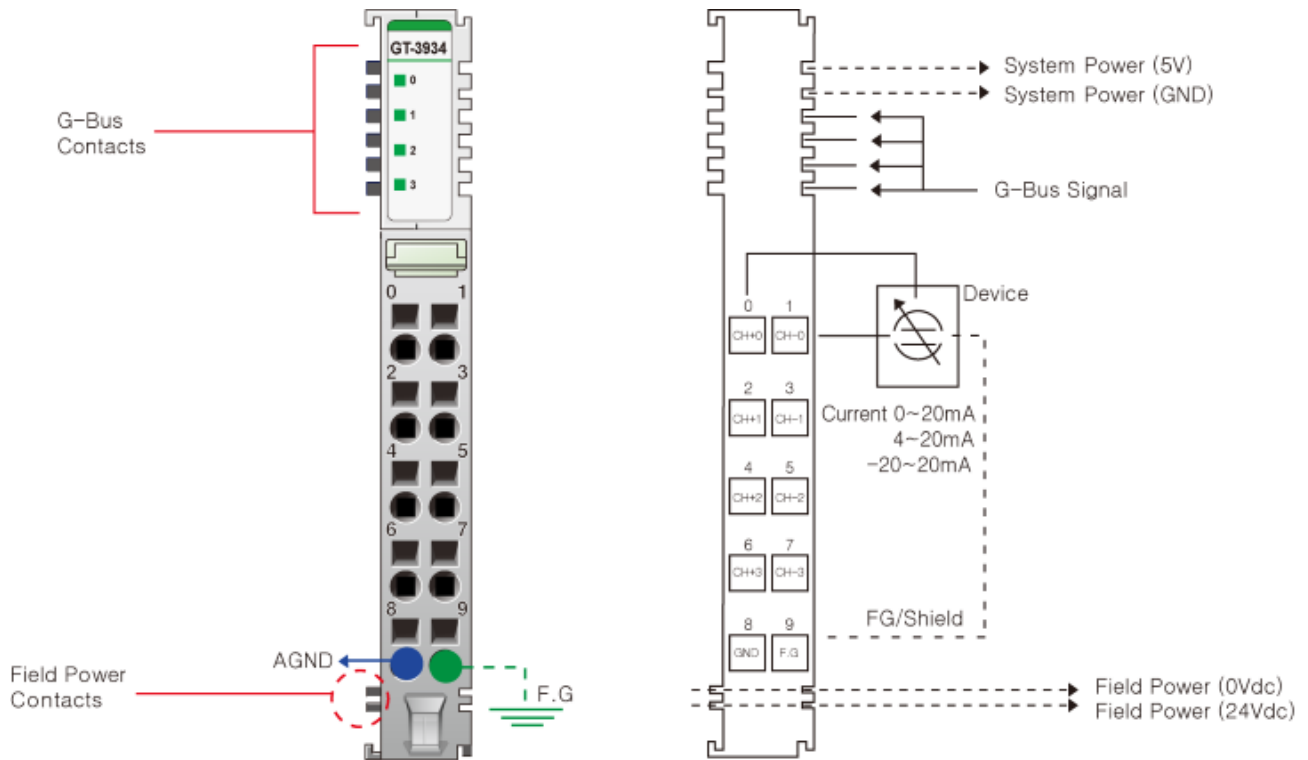 GT-3934
0
1
2
3
G-Bus
Contacts
0 1
2 3
4 5
6 7
8 9
AGND
Field Power
Contacts
F.G
System Power (5V)
System Power (GND)
G-Bus Signal
Device
0 1
CH+0 CH-0
2 3
CH+1 CH-1
Current 0~20mA
4~20mA
-20~20mA
4 5
CH+2 CH-2
6 7
CH+3 CH-3
FG/Shield
8 9
GND F.G
Field Power (0Vdc)
Field Power (24Vdc)